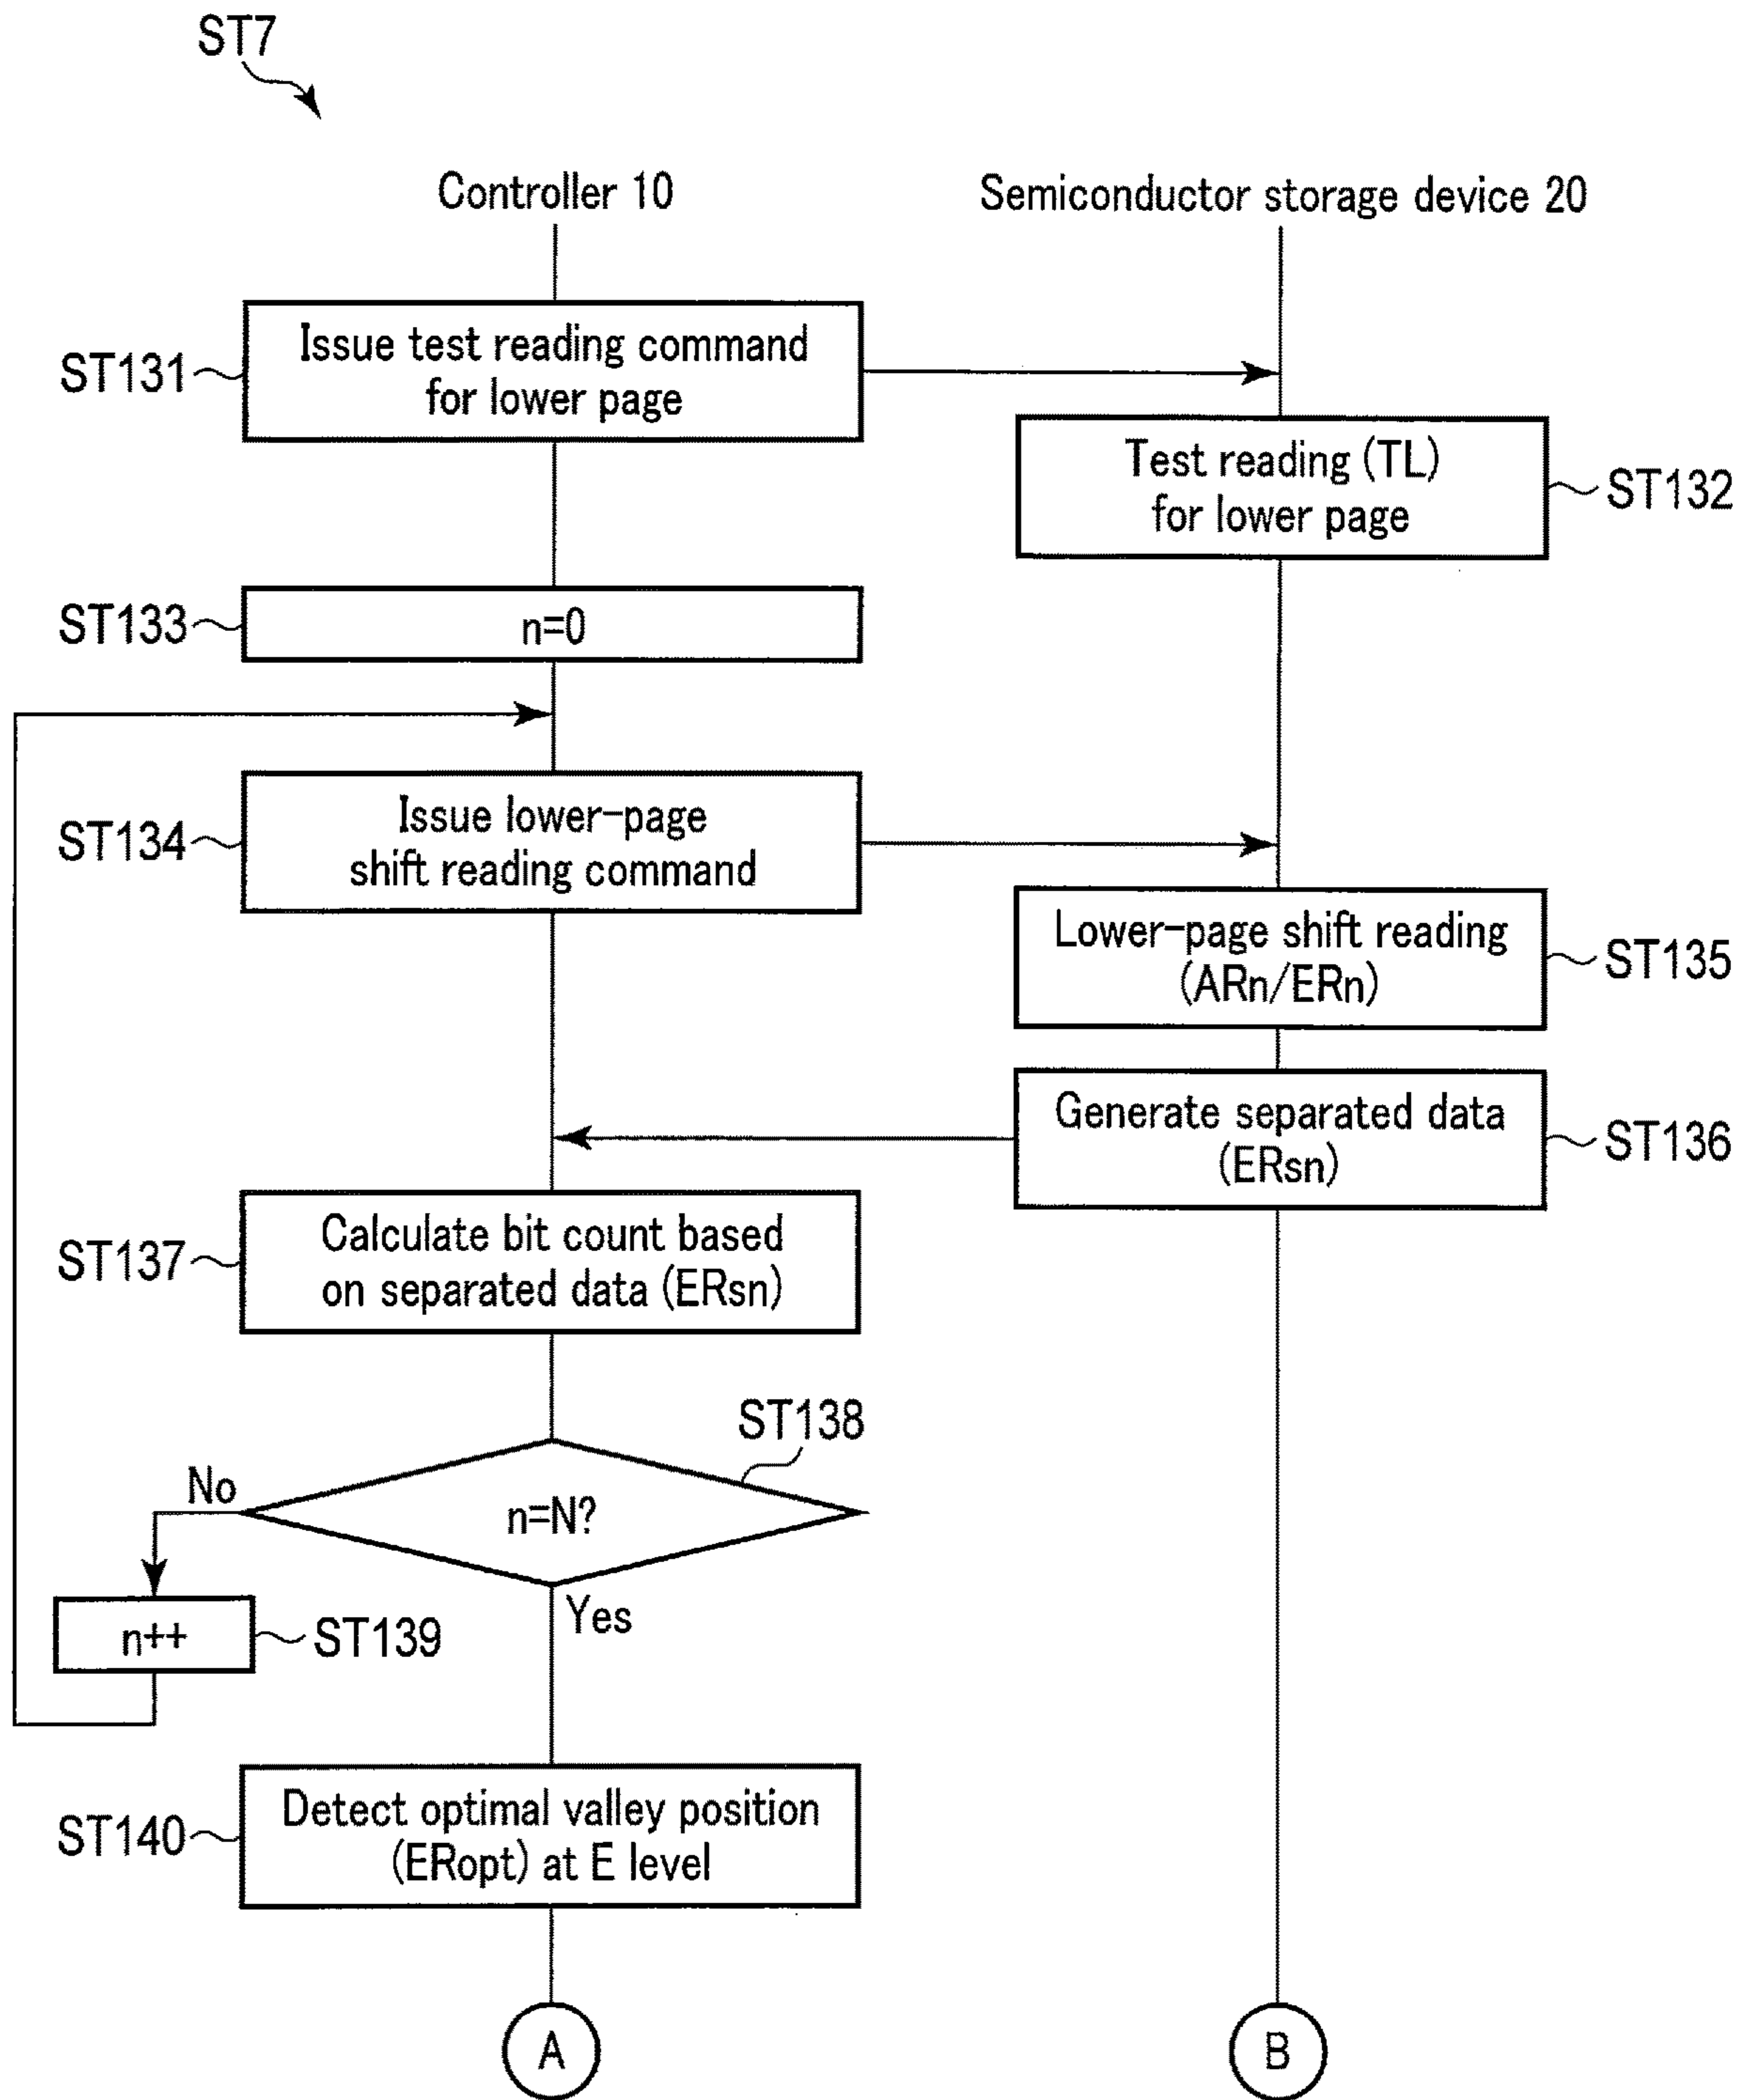 ST7
Controller 10
Semiconductor storage device 20
ST131
Issue test reading command
for lower page
Test reading (TL)
for lower page
ST132
ST133
n=0
ST134
Issue lower-page
shift reading command
Lower-page shift reading
(ARn/ERn)
ST135
Generate separated data
(ERsn)
ST136
ST137
Calculate bit count based
on separated data (ERsn)
ST138
No
n=N?
Yes
n++
ST139
ST140
Detect optimal valley position
(ERopt) at E level
A
B